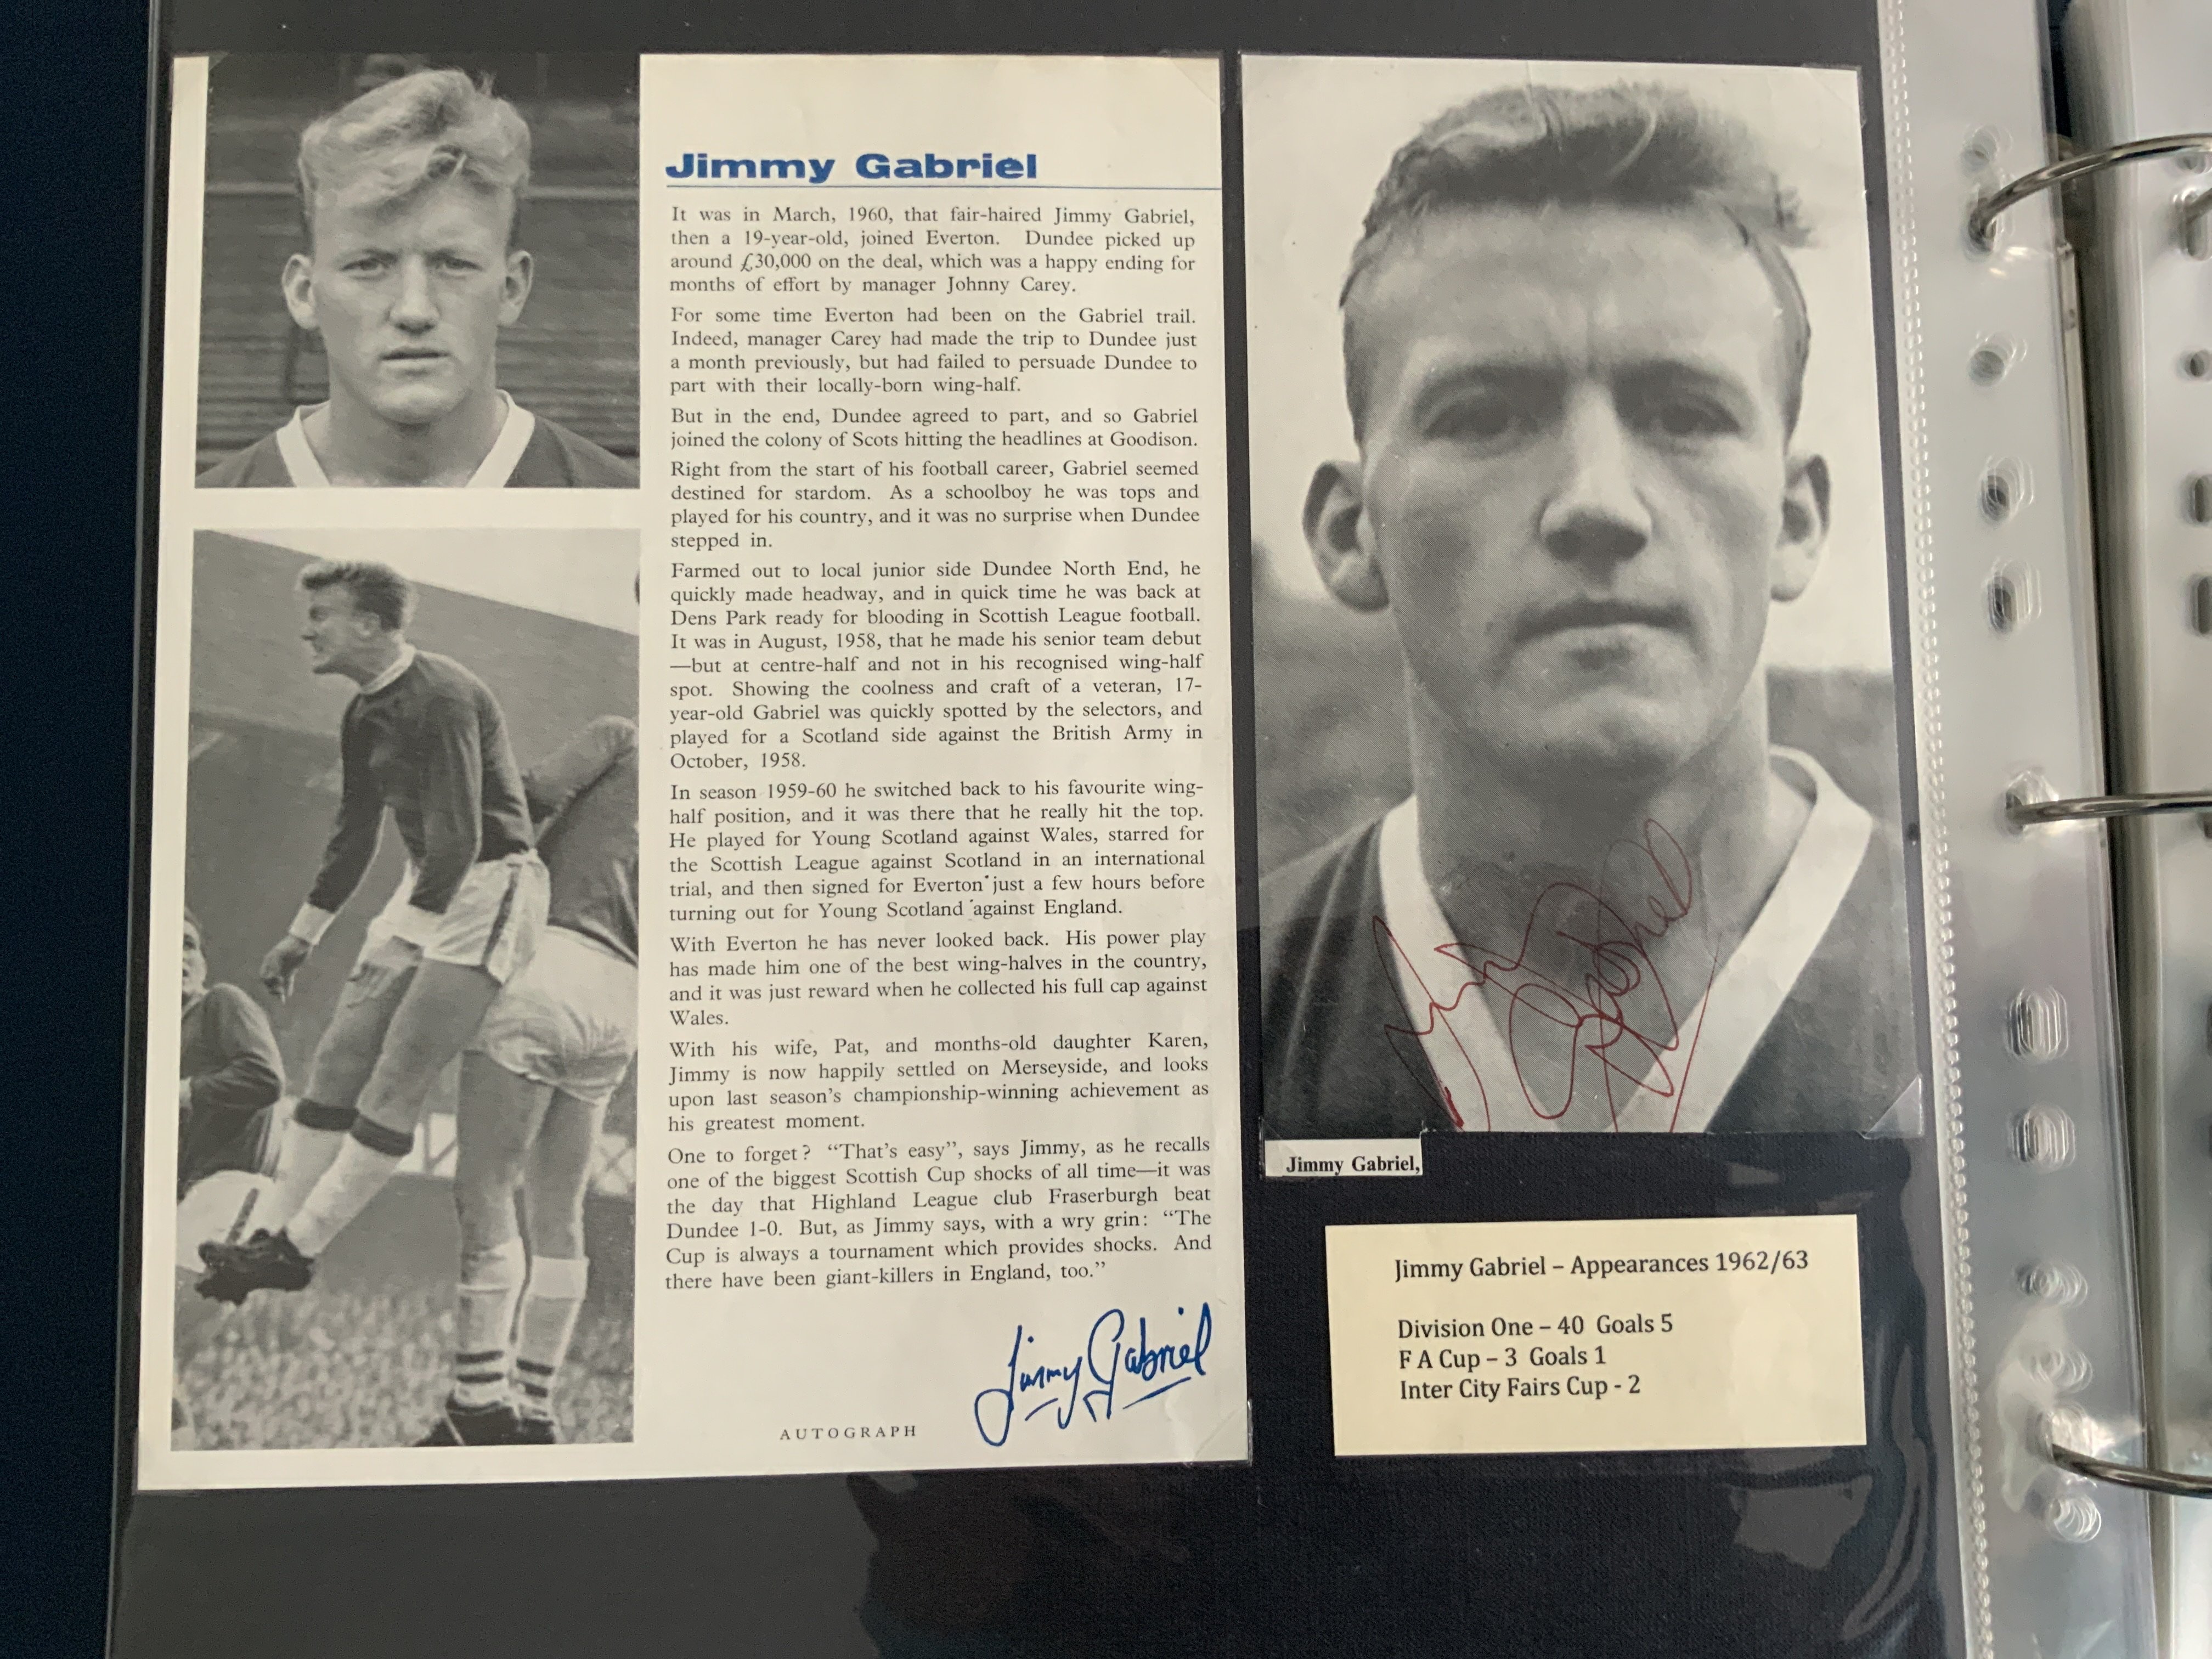 Jimmy Gabriel
It was in March, 1960, that fair-haired Jimmy Gabriel,
then a 19-year-old, joined Everton. Dundee picked up
around £30,000 on the deal, which was a happy ending for
months of effort by manager Johnny Carey.
For some time Everton had been on the Gabriel trail.
Indeed, manager Carey had made the trip to Dundee just
a month previously, but had failed to persuade Dundee to
part with their locally-born wing-half.
But in the end, Dundee agreed to part, and so Gabriel
joined the colony of Scots hitting the headlines at Goodison.
Right from the start of his football career, Gabriel seemed
destined for stardom. As a schoolboy he was tops and
played for his country, and it was no surprise when Dundee
stepped in.
Farmed out to local junior side Dundee North End, he
quickly made headway, and in quick time he was back at
Dens Park ready for blooding in Scottish League football.
It was in August, 1958, that he made his senior team debut
—but at centre-half and not in his recognised wing-half
spot. Showing the coolness and craft of a veteran, 17-
year-old Gabriel was quickly spotted by the selectors, and
played for a Scotland side against the British Army in
October, 1958.
In season 1959-60 he switched back to his favourite wing-
half position, and it was there that he really hit the top.
He played for Young Scotland against Wales, starred for
the Scottish League against Scotland in an international
trial, and then signed for Everton just a few hours before
turning out for Young Scotland against England.
With Everton he has never looked back. His power play
has made him one of the best wing-halves in the country,
and it was just reward when he collected his full cap against
Wales.
With his wife, Pat, and months-old daughter Karen,
Jimmy is now happily settled on Merseyside, and looks
upon last season's championship-winning achievement as
his greatest moment.
One to forget? “That's easy”, says Jimmy, as he recalls
one of the biggest Scottish Cup shocks of all time—it was
the day that Highland League club Fraserburgh beat
Dundee 1-0. But, as Jimmy says, with a wry grin: “The
Cup is always a tournament which provides shocks. And
there have been giant-killers in England, too.”
Jimmy Gabriel
AUTOGRAPH
Jim Gabriel
Jimmy Gabriel,
Jimmy Gabriel – Appearances 1962/63
Division One – 40 Goals 5
F A Cup – 3 Goals 1
Inter City Fairs Cup - 2